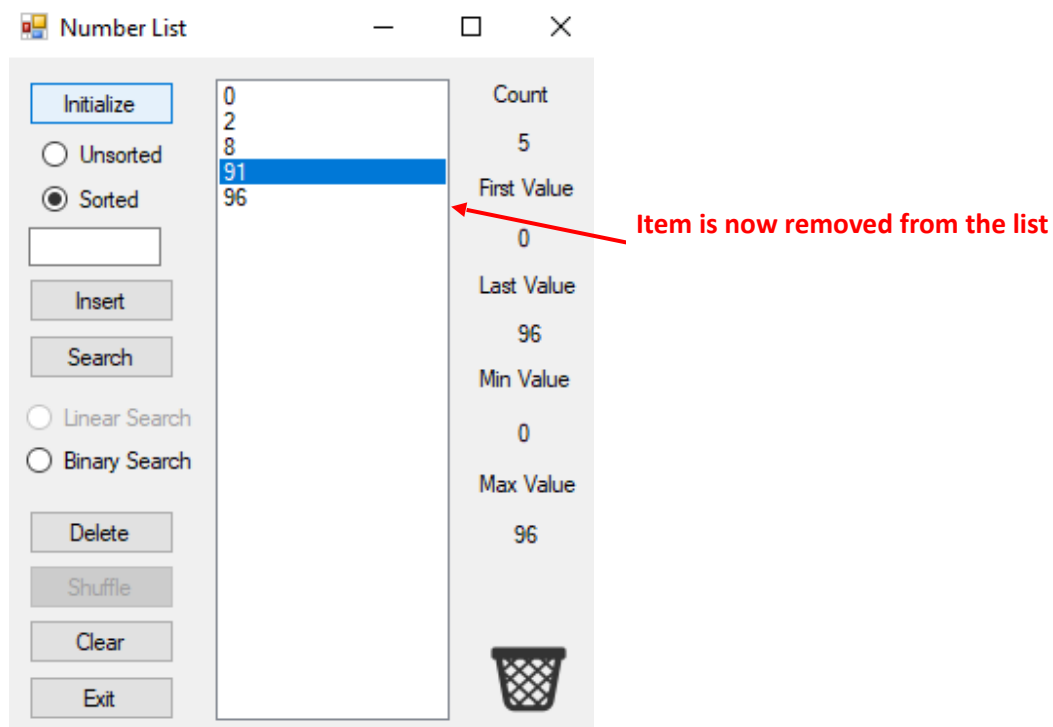 Number List
Initialize
Unsorted
Sorted
Insert
Search
Linear Search
Binary Search
Delete
Shuffle
Clear
Exit
0
2
8
91
96
Count
5
First Value
0
Last Value
96
Min Value
0
Max Value
96
Item is now removed from the list